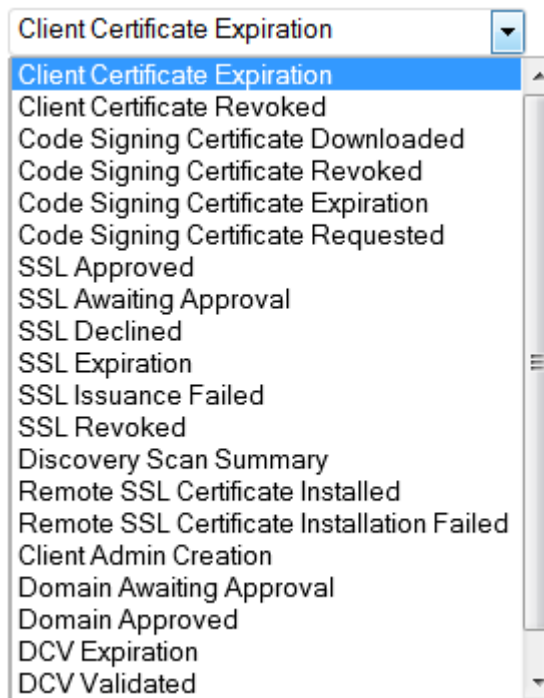 Client Certificate Expiration
Client Certificate Expiration
Client Certificate Revoked
Code Signing Certificate Downloaded
Code Signing Certificate Revoked
Code Signing Certificate Expiration
Code Signing Certificate Requested
SSL Approved
SSL Awaiting Approval
SSL Declined
SSL Expiration
SSL Issuance Failed
SSL Revoked
Discovery Scan Summary
Remote SSL Certificate Installed
Remote SSL Certificate Installation Failed
Client Admin Creation
Domain Awaiting Approval
Domain Approved
DCV Expiration
DCV Validated